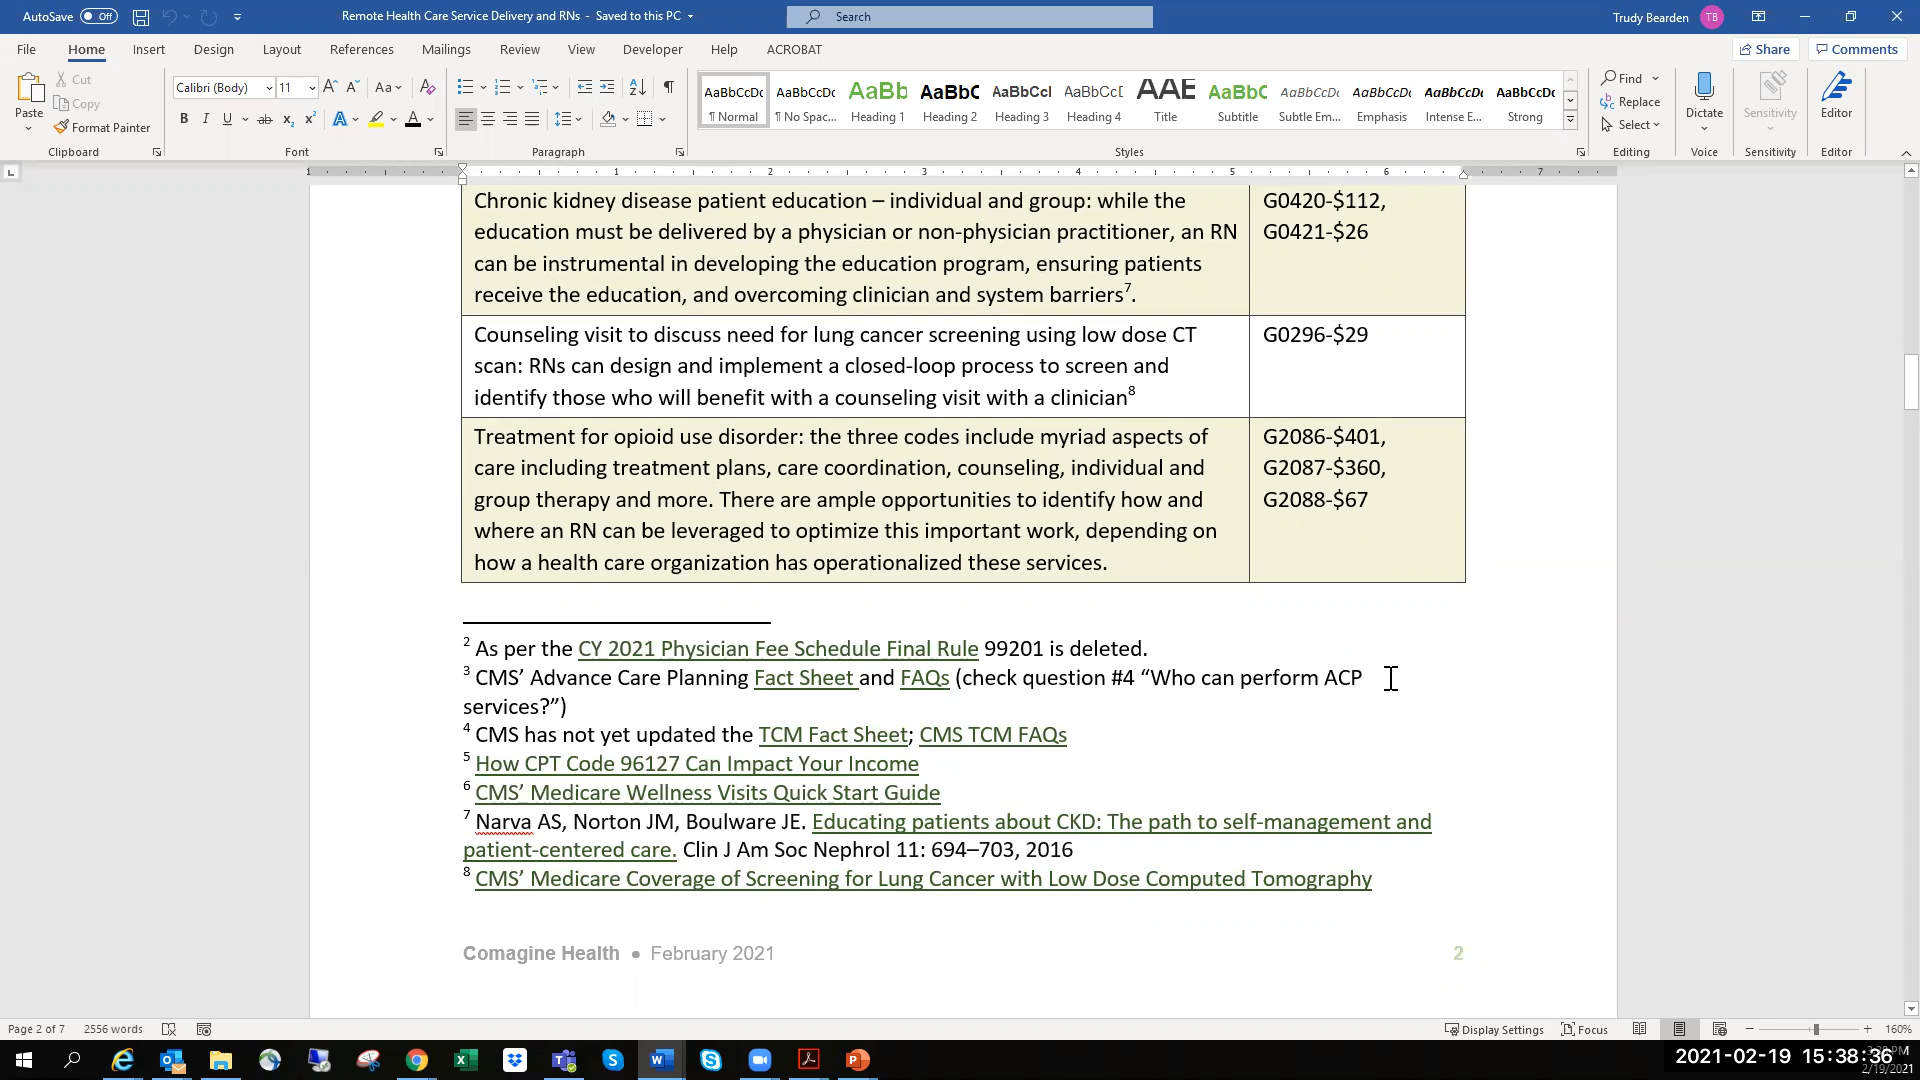 AutoSave Off
Remote Health Care Service Delivery and RNs - Saved to this PC
Search
Trudy Bearden TB
File Home Insert Design Layout References Mailings Review View Developer Help ACROBAT Share Comments
Paste Cut Copy Format Painter
Calibri (Body) 11
AaBbCcDc AaBbCcDc AaBb AaBbC AaBbCcI AaBbCcD AAE AaBbC AaBbCcDc AaBbCcDc AaBbCcDc AaBbCcDc
¶ Normal ¶ No Spac... Heading 1 Heading 2 Heading 3 Heading 4 Title Subtitle Subtle Em... Emphasis Intense E... Strong
Find Replace Select
Dictate Sensitivity Editor
Clipboard Font Paragraph Styles Editing Voice Sensitivity Editor
1 1 2 3 4 5 6 7
Chronic kidney disease patient education – individual and group: while the
education must be delivered by a physician or non-physician practitioner, an RN
can be instrumental in developing the education program, ensuring patients
receive the education, and overcoming clinician and system barriers7.
G0420-$112,
G0421-$26
Counseling visit to discuss need for lung cancer screening using low dose CT
scan: RNs can design and implement a closed-loop process to screen and
identify those who will benefit with a counseling visit with a clinician8
G0296-$29
Treatment for opioid use disorder: the three codes include myriad aspects of
care including treatment plans, care coordination, counseling, individual and
group therapy and more. There are ample opportunities to identify how and
where an RN can be leveraged to optimize this important work, depending on
how a health care organization has operationalized these services.
G2086-$401,
G2087-$360,
G2088-$67
2 As per the CY 2021 Physician Fee Schedule Final Rule 99201 is deleted.
3 CMS’ Advance Care Planning Fact Sheet and FAQs (check question #4 “Who can perform ACP
services?”)
4 CMS has not yet updated the TCM Fact Sheet; CMS TCM FAQs
5 How CPT Code 96127 Can Impact Your Income
6 CMS’ Medicare Wellness Visits Quick Start Guide
7 Narva AS, Norton JM, Boulware JE. Educating patients about CKD: The path to self-management and
patient-centered care. Clin J Am Soc Nephrol 11: 694–703, 2016
8 CMS’ Medicare Coverage of Screening for Lung Cancer with Low Dose Computed Tomography
Comagine Health • February 2021 2
Page 2 of 7 2556 words Display Settings Focus 160%
2021-02-19 15:38:36
2/19/2021